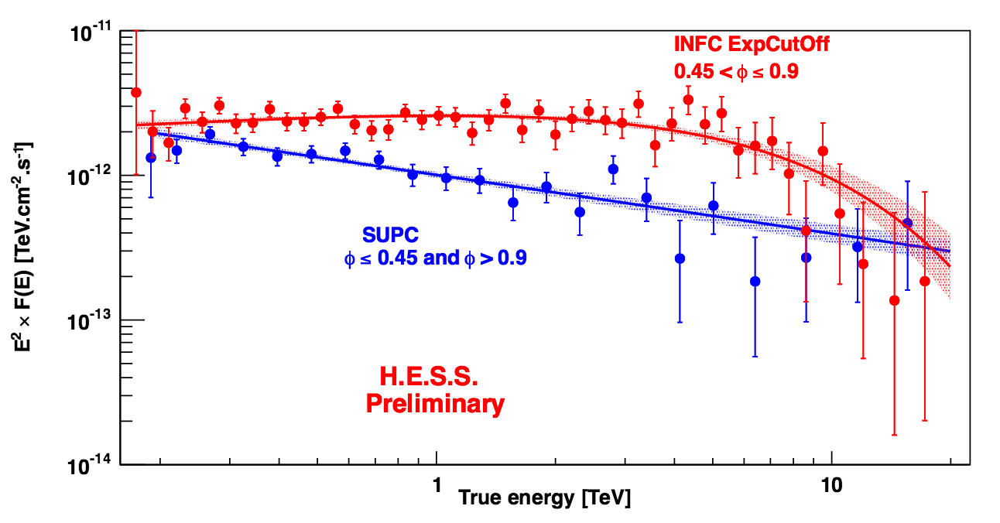 10⁻¹¹
INFC ExpCutOff
0.45 < ϕ ≤ 0.9
10⁻¹²
SUPC
ϕ ≤ 0.45 and ϕ > 0.9
10⁻¹³
H.E.S.S.
Preliminary
10⁻¹⁴
1
10
True energy [TeV]
E² × F(E) [TeV.cm⁻².s⁻¹]